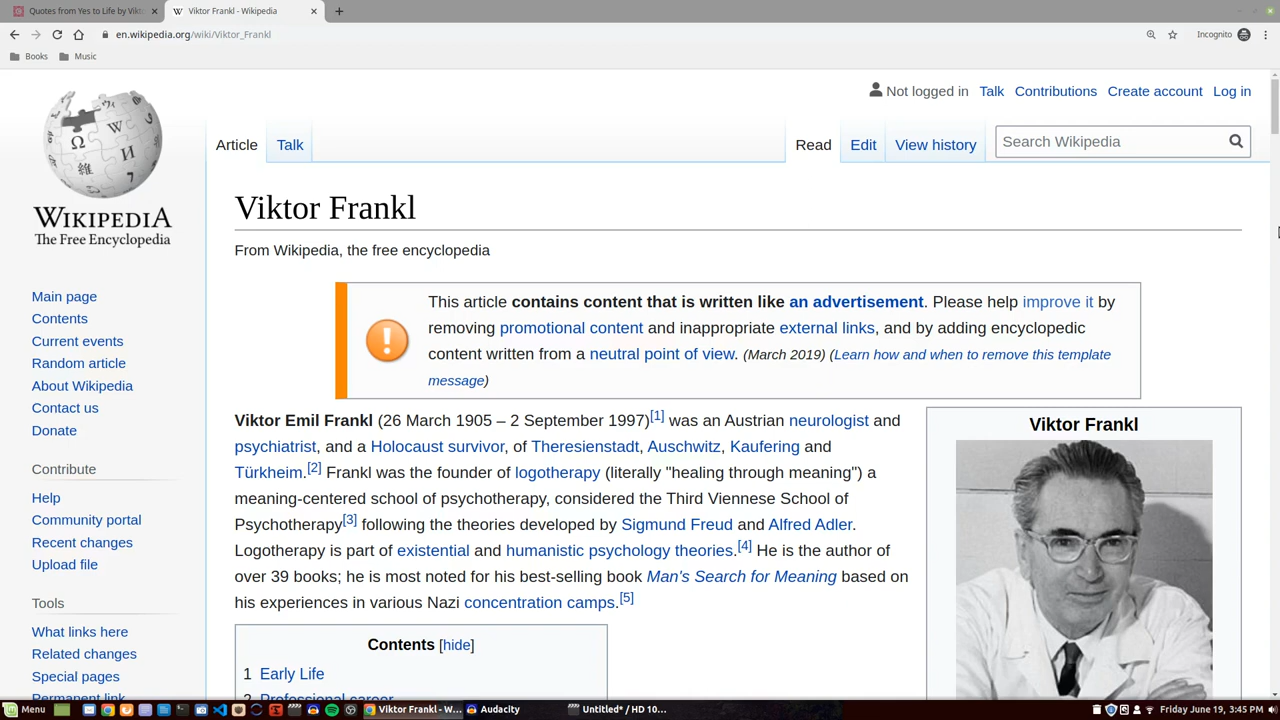 Quotes from Yes to Life by Vikto
Viktor Frankl - Wikipedia
en.wikipedia.org/wiki/Viktor_Frankl
Incognito
Books
Music
Not logged in Talk Contributions Create account Log in
Article Talk Read Edit View history Search Wikipedia
WIKIPEDIA
The Free Encyclopedia
Main page
Contents
Current events
Random article
About Wikipedia
Contact us
Donate
Contribute
Help
Community portal
Recent changes
Upload file
Tools
What links here
Related changes
Special pages
Permanent link
Viktor Frankl
From Wikipedia, the free encyclopedia
This article contains content that is written like an advertisement. Please help improve it by
removing promotional content and inappropriate external links, and by adding encyclopedic
content written from a neutral point of view. (March 2019) (Learn how and when to remove this template
message)
Viktor Emil Frankl (26 March 1905 – 2 September 1997)[1] was an Austrian neurologist and
psychiatrist, and a Holocaust survivor, of Theresienstadt, Auschwitz, Kaufering and
Türkheim.[2] Frankl was the founder of logotherapy (literally "healing through meaning") a
meaning-centered school of psychotherapy, considered the Third Viennese School of
Psychotherapy[3] following the theories developed by Sigmund Freud and Alfred Adler.
Logotherapy is part of existential and humanistic psychology theories.[4] He is the author of
over 39 books; he is most noted for his best-selling book Man's Search for Meaning based on
his experiences in various Nazi concentration camps.[5]
Viktor Frankl
Contents [hide]
1 Early Life
2 Professional career
Menu
Viktor Frankl - W...
Audacity
Untitled* / HD 10...
Friday June 19, 3:45 PM